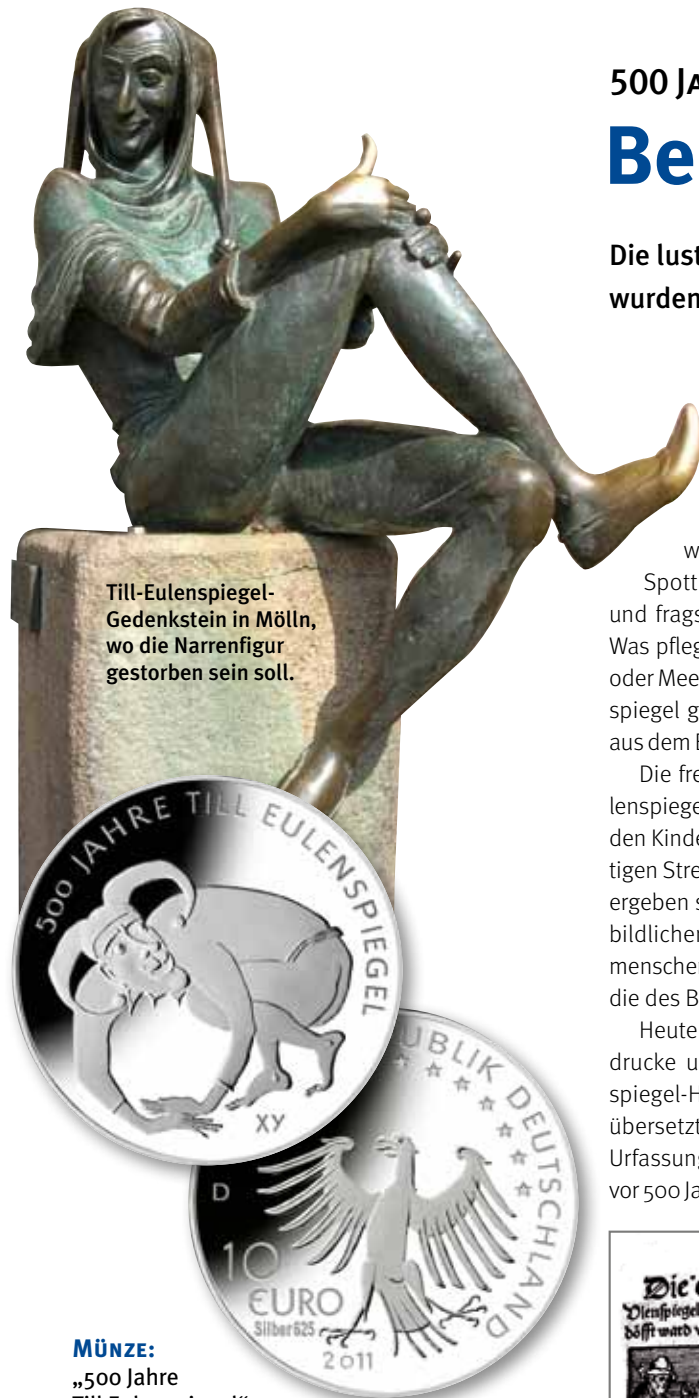 500 J
Be
Die lust
wurden
w
Spott
und frags
Was pfleg
oder Mee
spiegel g
aus dem
Die fre
lenspiege
den Kinde
tigen Stre
ergeben s
bildlicher
menscher
die des B
Heute
drucke u
spiegel-H
übersetzt
Urfassung
vor 500 Ja
Till-Eulenspiegel-
Gedenkstein in Mölln,
wo die Narrenfigur
gestorben sein soll.
500 JAHRE TILL EULENSPIEGEL
XY
UBLIK DEUTSCHLAND
D
10
EURO
Silber 625
2011
MÜNZE:
„500 Jahre
Die